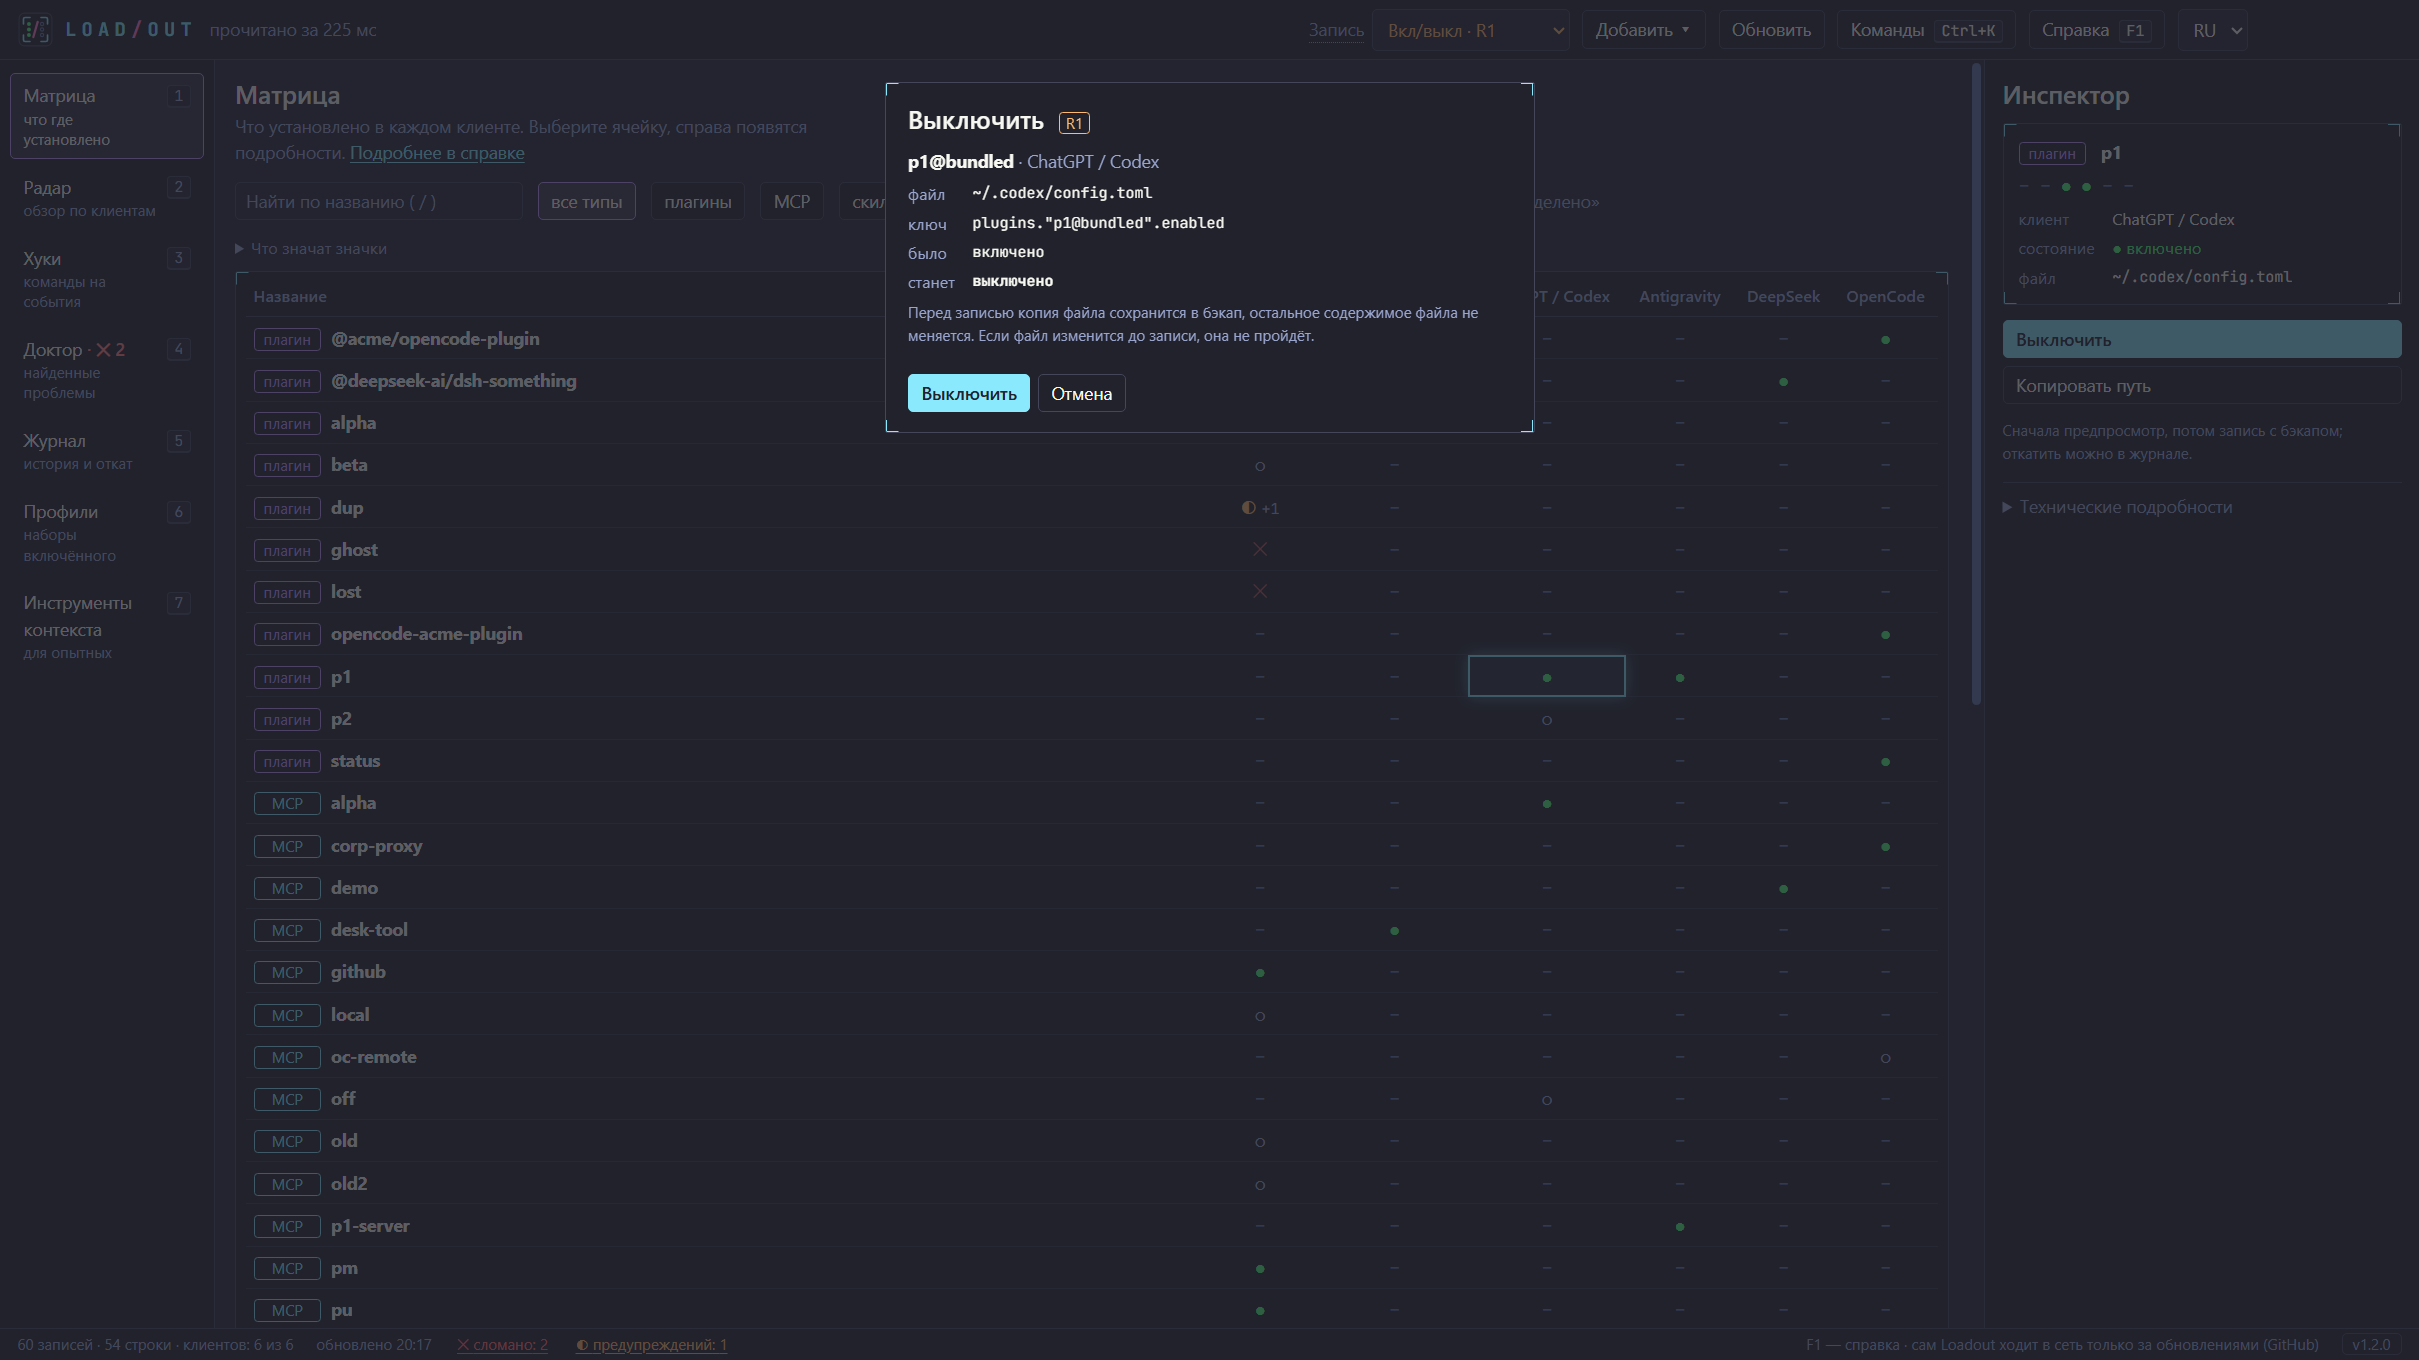 LOAD/OUT прочитано за 225 мс
Запись Вкл/выкл · R1 Добавить ▾ Обновить Команды Ctrl+K Справка F1 RU
Матрица 1
что где
установлено
Радар 2
обзор по клиентам
Хуки 3
команды на
события
Доктор · ✕ 2 4
найденные
проблемы
Журнал 5
история и откат
Профили 6
наборы
включённого
Инструменты 7
контекста
для опытных
Матрица
Что установлено в каждом клиенте. Выберите ячейку, справа появятся
подробности. Подробнее в справке
Найти по названию ( / ) все типы плагины MCP скил делено»
▶ Что значат значки
Название T / Codex Antigravity DeepSeek OpenCode
плагин @acme/opencode-plugin – – – ●
плагин @deepseek-ai/dsh-something – – ● –
плагин alpha – – – –
плагин beta ○ – – – – –
плагин dup ◐ +1 – – – – –
плагин ghost ✕ – – – – –
плагин lost ✕ – – – – –
плагин opencode-acme-plugin – – – – – ●
плагин p1 – – ● ● – –
плагин p2 – – ○ – – –
плагин status – – – – – ●
MCP alpha – – ● – – –
MCP corp-proxy – – – – – ●
MCP demo – – – – ● –
MCP desk-tool – ● – – – –
MCP github ● – – – – –
MCP local ○ – – – – –
MCP oc-remote – – – – – ○
MCP off – – ○ – – –
MCP old ○ – – – – –
MCP old2 ○ – – – – –
MCP p1-server – – – ● – –
MCP pm ● – – – – –
MCP pu ● – – – – –
Выключить R1
p1@bundled · ChatGPT / Codex
файл ~/.codex/config.toml
ключ plugins."p1@bundled".enabled
было включено
станет выключено
Перед записью копия файла сохранится в бэкап, остальное содержимое файла не
меняется. Если файл изменится до записи, она не пройдёт.
Выключить Отмена
Инспектор
плагин p1
– – ● ● – –
клиент ChatGPT / Codex
состояние ● включено
файл ~/.codex/config.toml
Выключить
Копировать путь
Сначала предпросмотр, потом запись с бэкапом;
откатить можно в журнале.
▶ Технические подробности
60 записей · 54 строки · клиентов: 6 из 6 обновлено 20:17 ✕ сломано: 2 ◐ предупреждений: 1
F1 — справка · сам Loadout ходит в сеть только за обновлениями (GitHub) v1.2.0